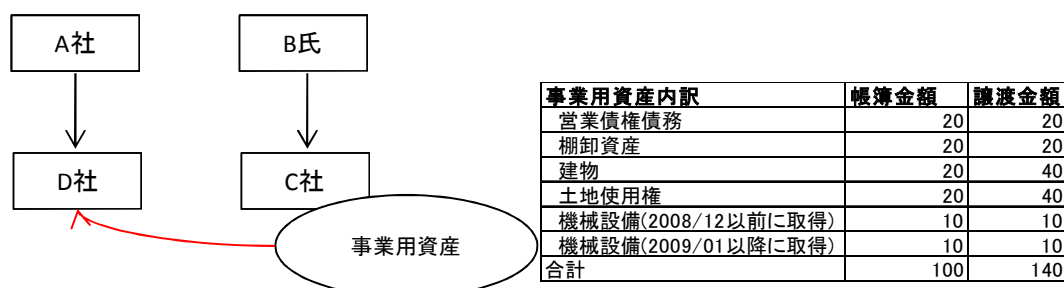 A社
B氏
D社
C社
事業用資産
事業用資産内訳 帳簿金額 譲渡金額
営業債権債務 20 20
棚卸資産 20 20
建物 20 40
土地使用権 20 40
機械設備(2008/12以前に取得) 10 10
機械設備(2009/01以降に取得) 10 10
合計 100 140